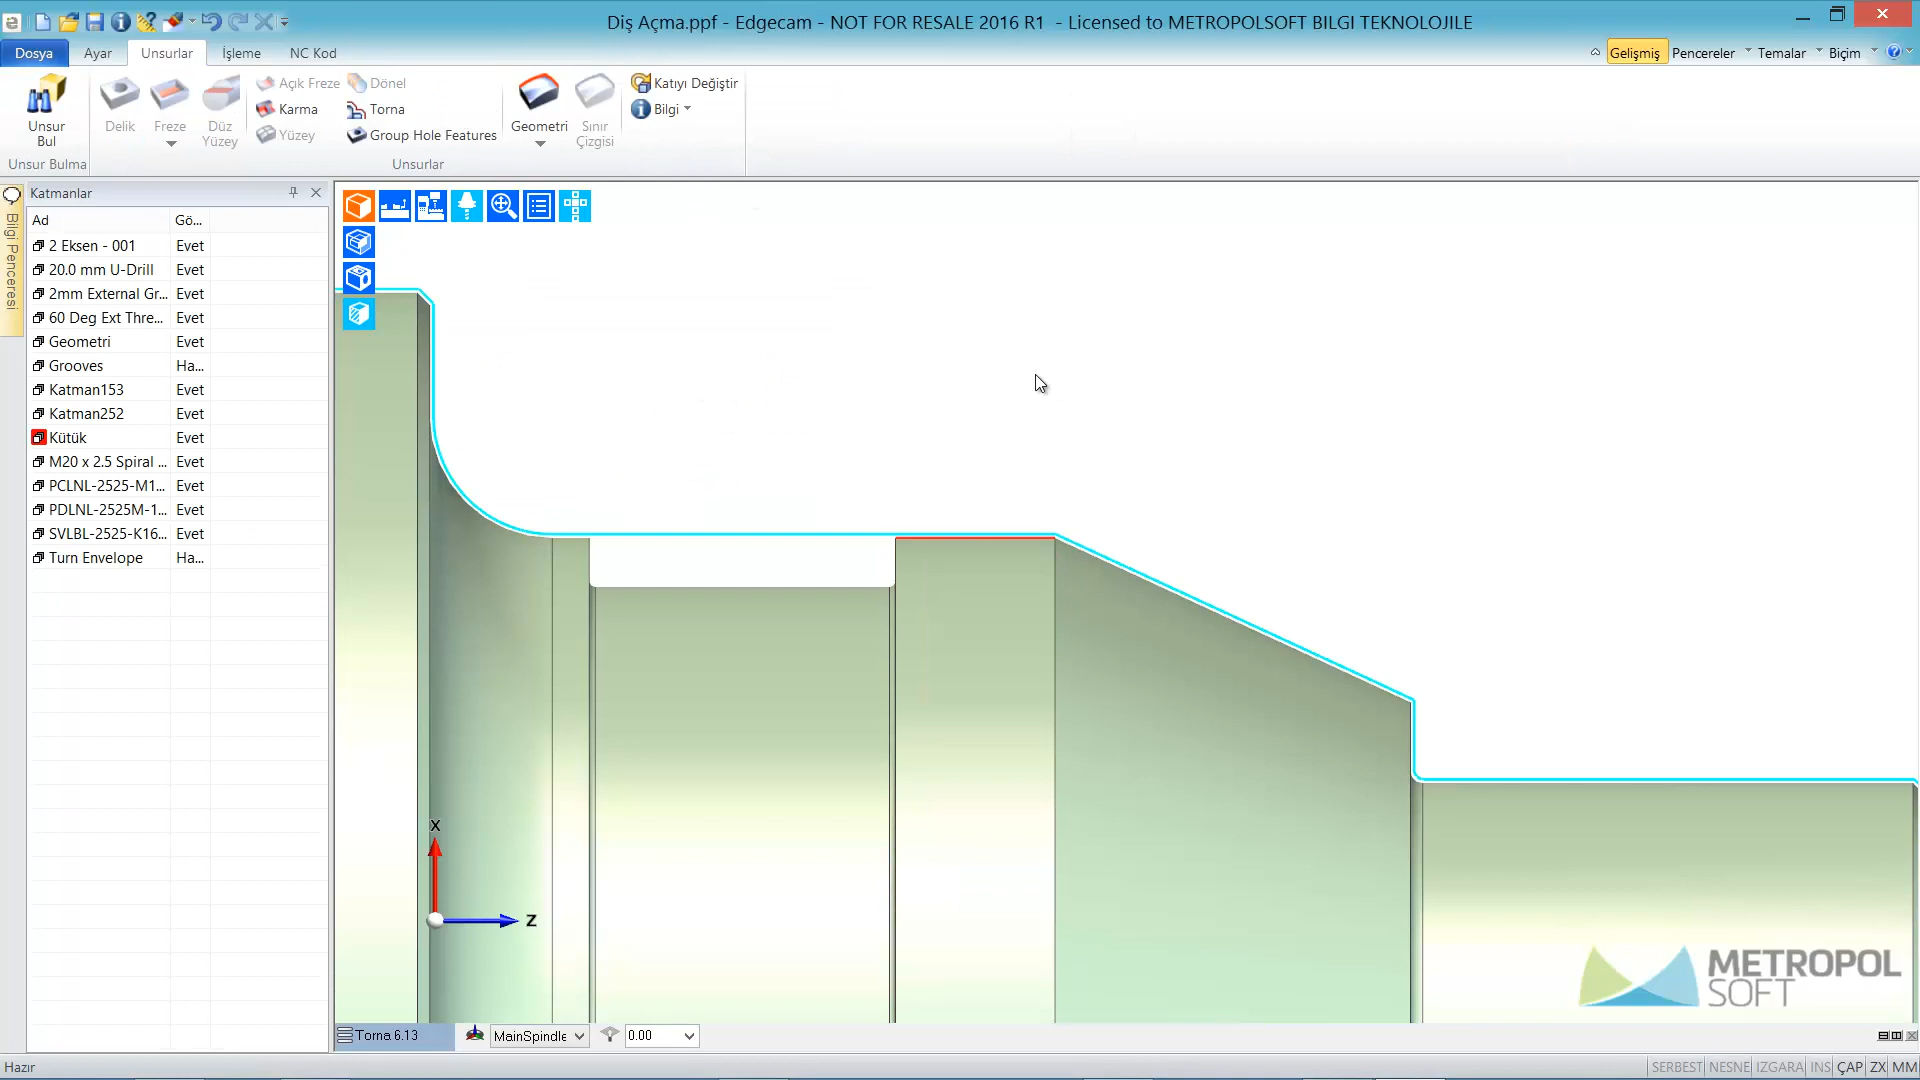 Diş Açma.ppf - Edgecam - NOT FOR RESALE 2016 R1 - Licensed to METROPOLSOFT BILGI TEKNOLOJILE
Dosya Ayar Unsurlar İşleme NC Kod Gelişmiş Pencereler Temalar Biçim
Unsur Bul
Delik
Freze
Düz Yüzey
Açık Freze
Karma
Yüzey
Dönel
Torna
Group Hole Features
Geometri
Sınır Çizgisi
Katıyı Değiştir
Bilgi
Unsur Bulma
Unsurlar
Bilgi Penceresi
Katmanlar
Ad Gö...
2 Eksen - 001 Evet
20.0 mm U-Drill Evet
2mm External Gr... Evet
60 Deg Ext Thre... Evet
Geometri Evet
Grooves Ha...
Katman153 Evet
Katman252 Evet
Kütük Evet
M20 x 2.5 Spiral ... Evet
PCLNL-2525-M1... Evet
PDLNL-2525M-1... Evet
SVLBL-2525-K16... Evet
Turn Envelope Ha...
X
Z
METROPOL
SOFT
Torna 6.13 MainSpindle 0.00
Hazır SERBEST NESNE IZGARA INS ÇAP ZX MM